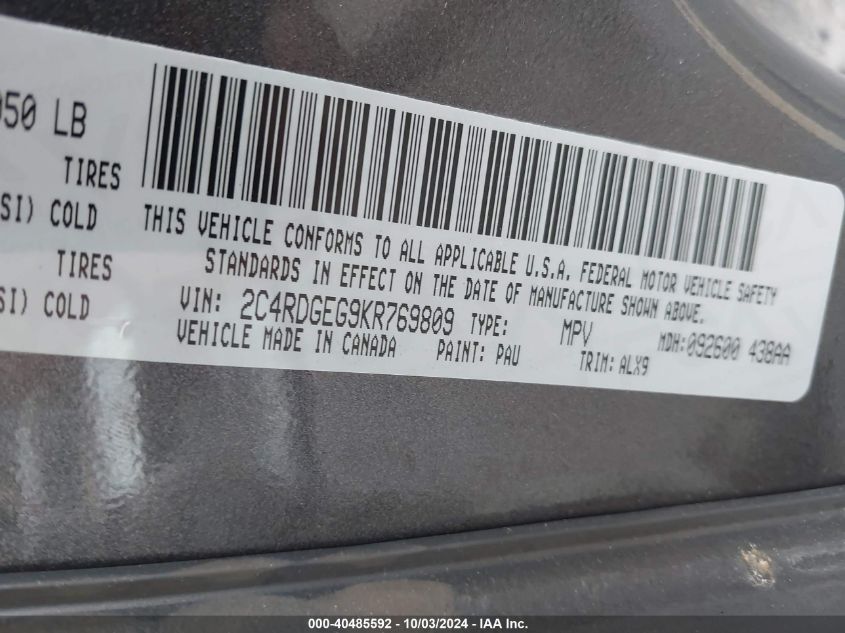 050 LB
TIRES
SI) COLD
TIRES
SI) COLD
THIS VEHICLE CONFORMS TO ALL APPLICABLE U.S.A. FEDERAL MOTOR VEHICLE SAFETY
STANDARDS IN EFFECT ON THE DATE OF MANUFACTURE SHOWN ABOVE.
VIN: 2C4RDGEG9KR769809 TYPE: MPV MDH:092600 438AA
VEHICLE MADE IN CANADA PAINT: PAU TRIM: ALX9
000-40485592 - 10/03/2024 - IAA Inc.